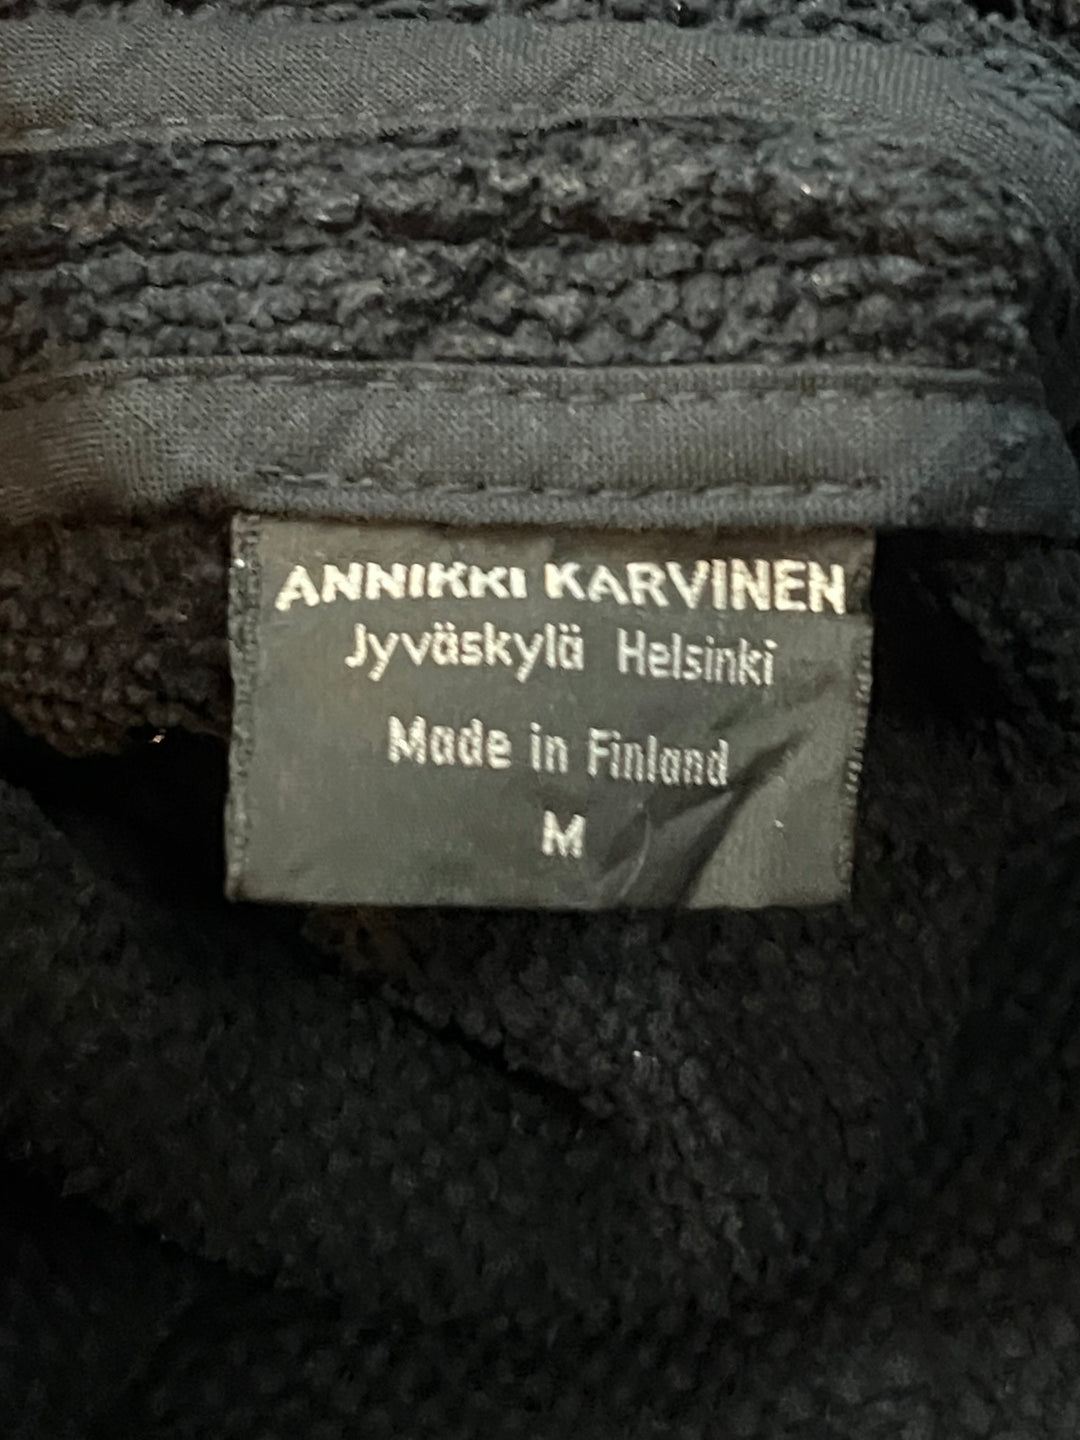 ANNIKKI KARVINEN
Jyväskylä Helsinki
Made in Finland
M